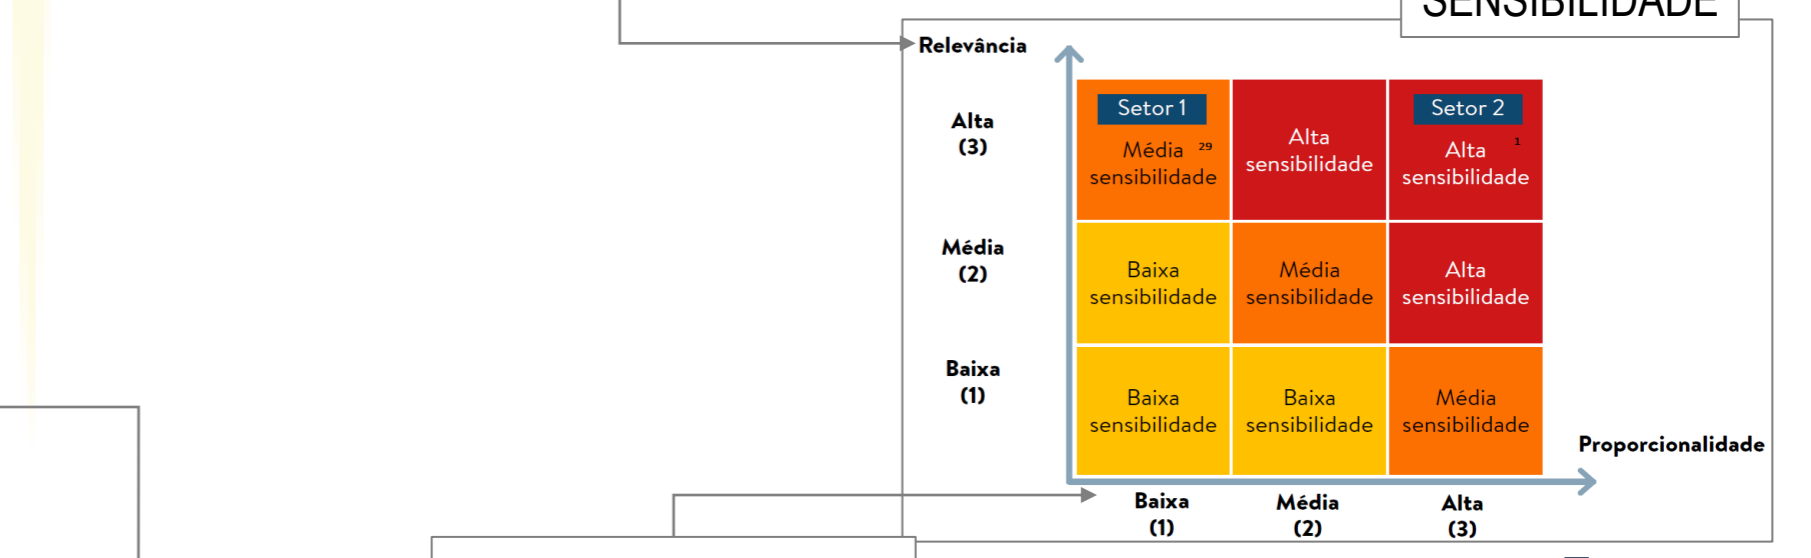 SENSIBILIDADE
Relevância
Alta
(3)
Setor 1
Média 29
sensibilidade
Alta
sensibilidade
Setor 2
Alta 1
sensibilidade
Média
(2)
Baixa
sensibilidade
Média
sensibilidade
Alta
sensibilidade
Baixa
(1)
Baixa
sensibilidade
Baixa
sensibilidade
Média
sensibilidade
Proporcionalidade
Baixa
(1)
Média
(2)
Alta
(3)